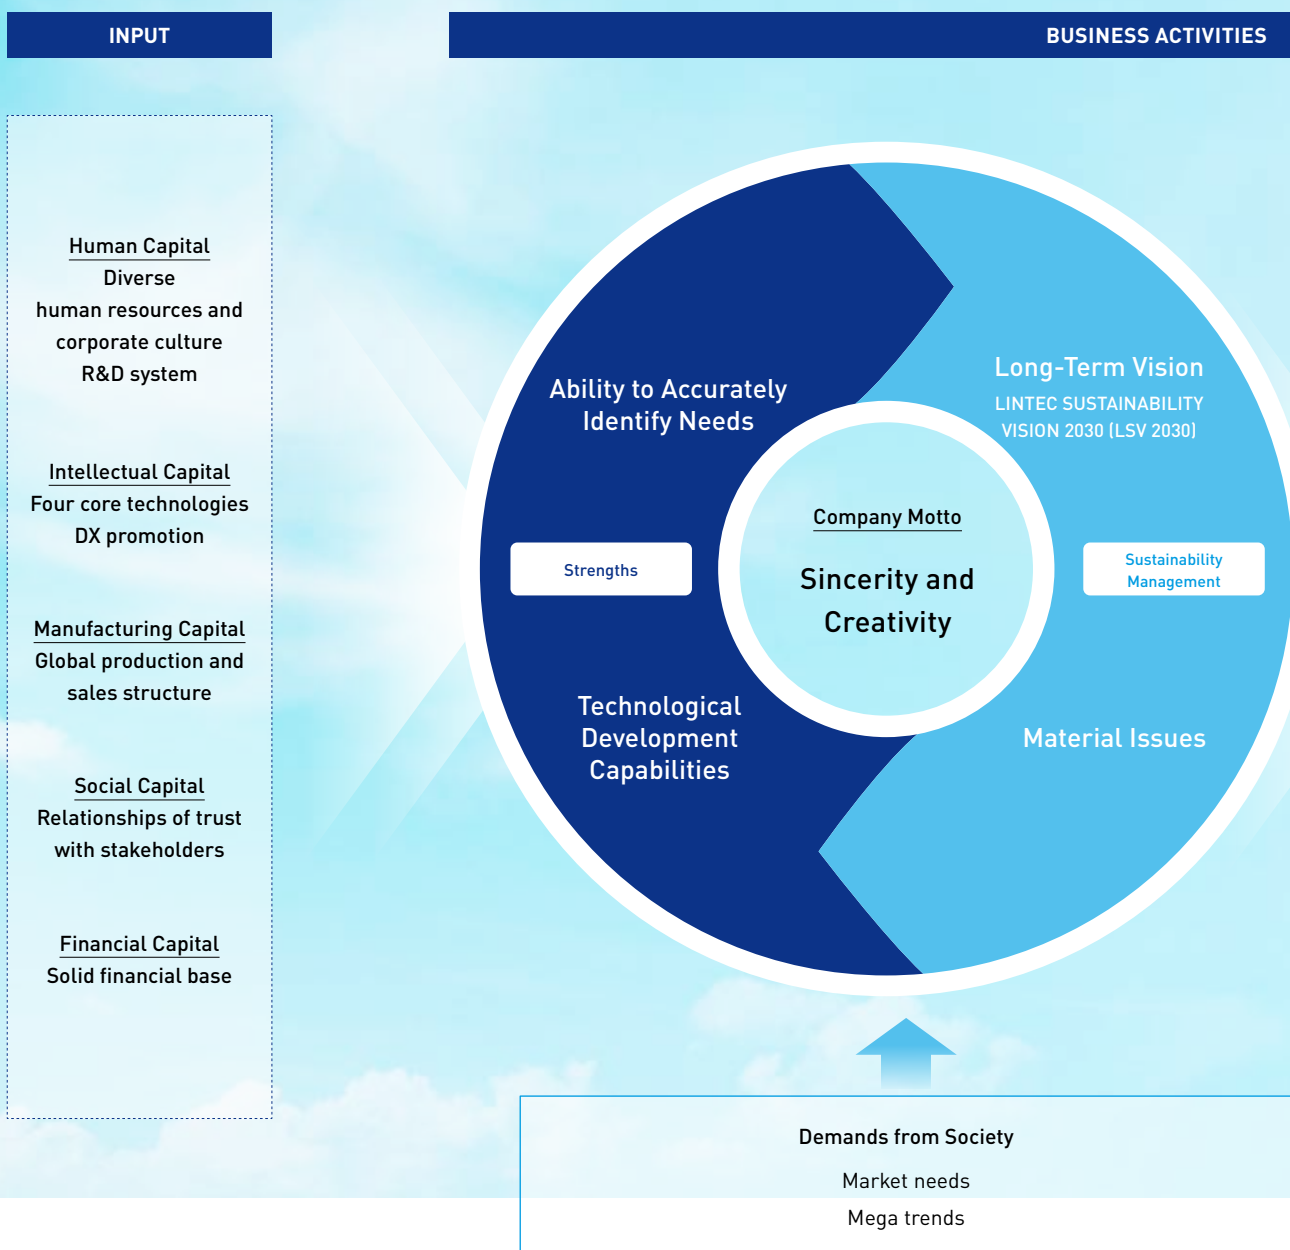 INPUT
BUSINESS ACTIVITIES
Human Capital
Diverse
human resources and
corporate culture
R&D system
Intellectual Capital
Four core technologies
DX promotion
Manufacturing Capital
Global production and
sales structure
Social Capital
Relationships of trust
with stakeholders
Financial Capital
Solid financial base
Ability to Accurately
Identify Needs
Strengths
Technological
Development
Capabilities
Company Motto
Sincerity and
Creativity
Long-Term Vision
LINTEC SUSTAINABILITY
VISION 2030 (LSV 2030)
Sustainability
Management
Material Issues
Demands from Society
Market needs
Mega trends